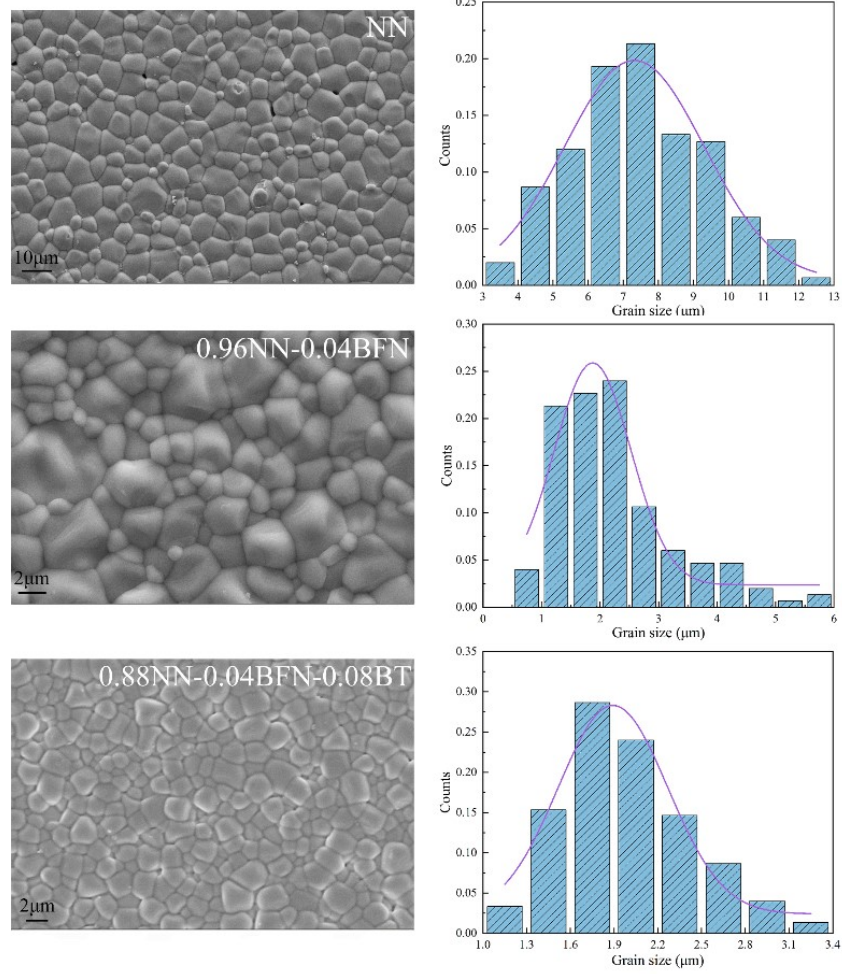 NN
10μm
0.25
0.20
0.15
0.10
0.05
0.00
Counts
3 4 5 6 7 8 9 10 11 12 13
Grain size (μm)
0.96NN-0.04BFN
2μm
0.30
0.25
0.20
0.15
0.10
0.05
0.00
Counts
0 1 2 3 4 5 6
Grain size (μm)
0.88NN-0.04BFN-0.08BT
2μm
0.35
0.30
0.25
0.20
0.15
0.10
0.05
0.00
Counts
1.0 1.3 1.6 1.9 2.2 2.5 2.8 3.1 3.4
Grain size (μm)